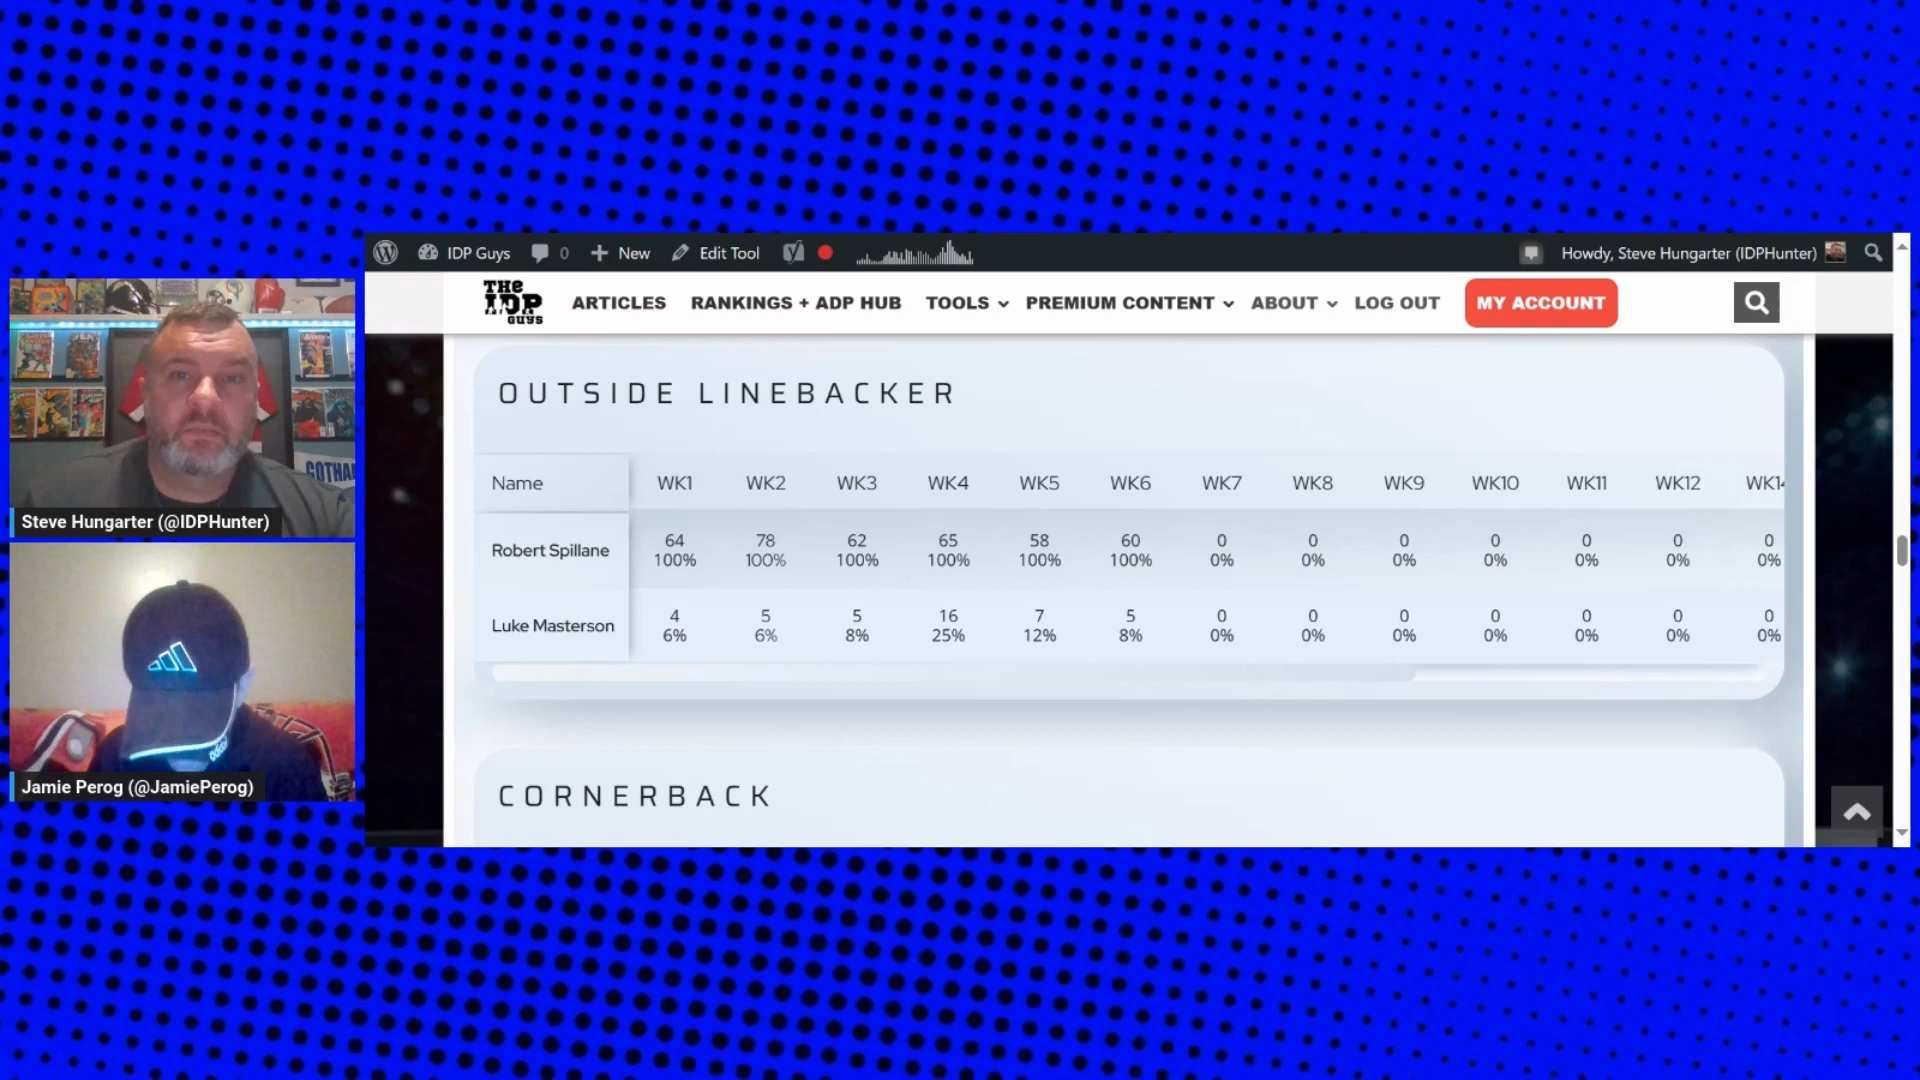 IDP Guys 0 New Edit Tool Howdy, Steve Hungarter (IDPHunter)
THE IDP GUYS ARTICLES RANKINGS + ADP HUB TOOLS PREMIUM CONTENT ABOUT LOG OUT MY ACCOUNT
OUTSIDE LINEBACKER
Name WK1 WK2 WK3 WK4 WK5 WK6 WK7 WK8 WK9 WK10 WK11 WK12
Robert Spillane
64 78 62 65 58 60 0 0 0 0 0 0 0
100% 100% 100% 100% 100% 100% 0% 0% 0% 0% 0% 0% 0%
Luke Masterson
4 5 5 16 7 5 0 0 0 0 0 0 0
6% 6% 8% 25% 12% 8% 0% 0% 0% 0% 0% 0% 0%
CORNERBACK
Steve Hungarter (@IDPHunter)
adidas
Jamie Perog (@JamiePerog)